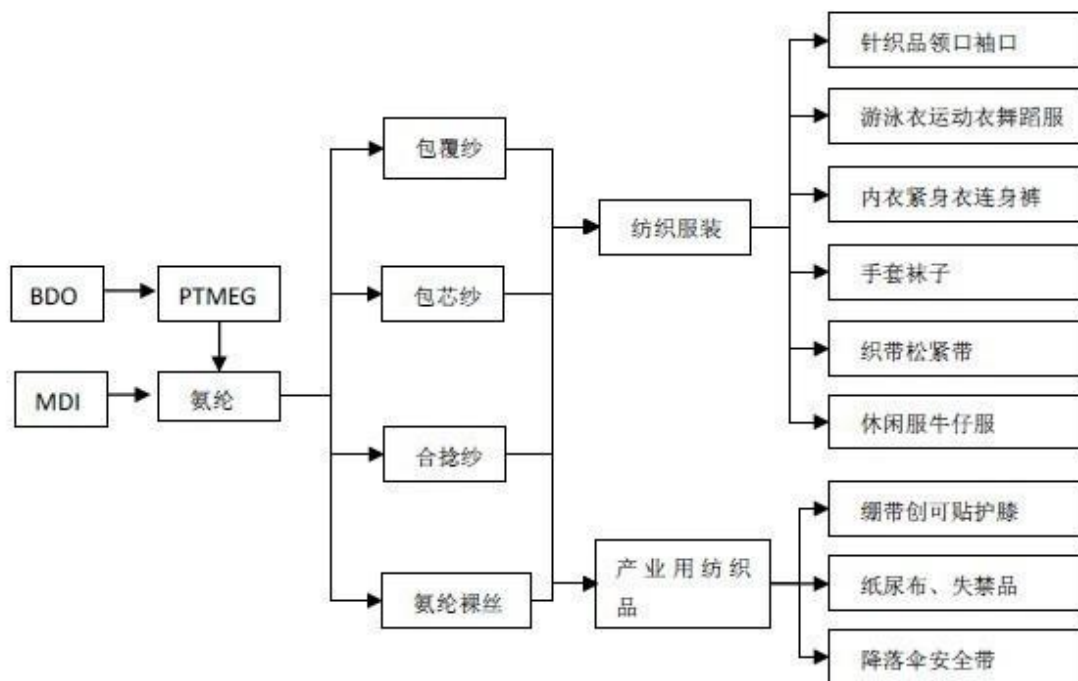 BDO
PTMEG
MDI
氨纶
包覆纱
包芯纱
合捻纱
氨纶裸丝
纺织服装
产业用纺织
品
针织品领口袖口
游泳衣运动衣舞蹈服
内衣紧身衣连身裤
手套袜子
织带松紧带
休闲服牛仔服
绷带创可贴护膝
纸尿布、失禁品
降落伞安全带